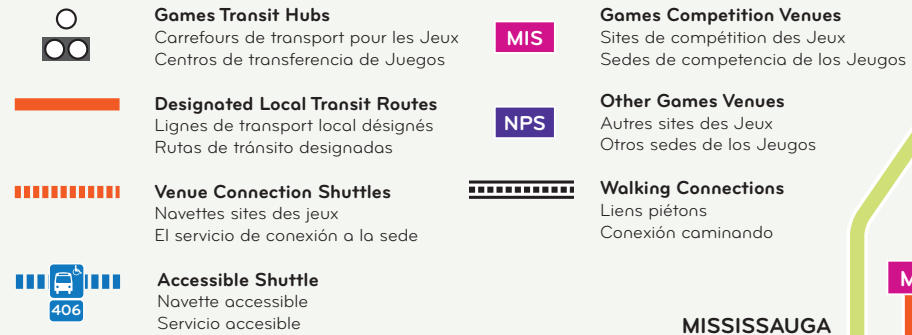 Games Transit Hubs
Carrefours de transport pour les Jeux
Centros de transferencia de Juegos
Designated Local Transit Routes
Lignes de transport local désignés
Rutas de tránsito designadas
Venue Connection Shuttles
Navettes sites des jeux
El servicio de conexión a la sede
406
Accessible Shuttle
Navette accessible
Servicio accesible
MIS
Games Competition Venues
Sites de compétition des Jeux
Sedes de competencia de los Jeugos
NPS
Other Games Venues
Autres sites des Jeux
Otros sedes de los Jeugos
Walking Connections
Liens piétons
Conexión caminando
MISSISSAUGA